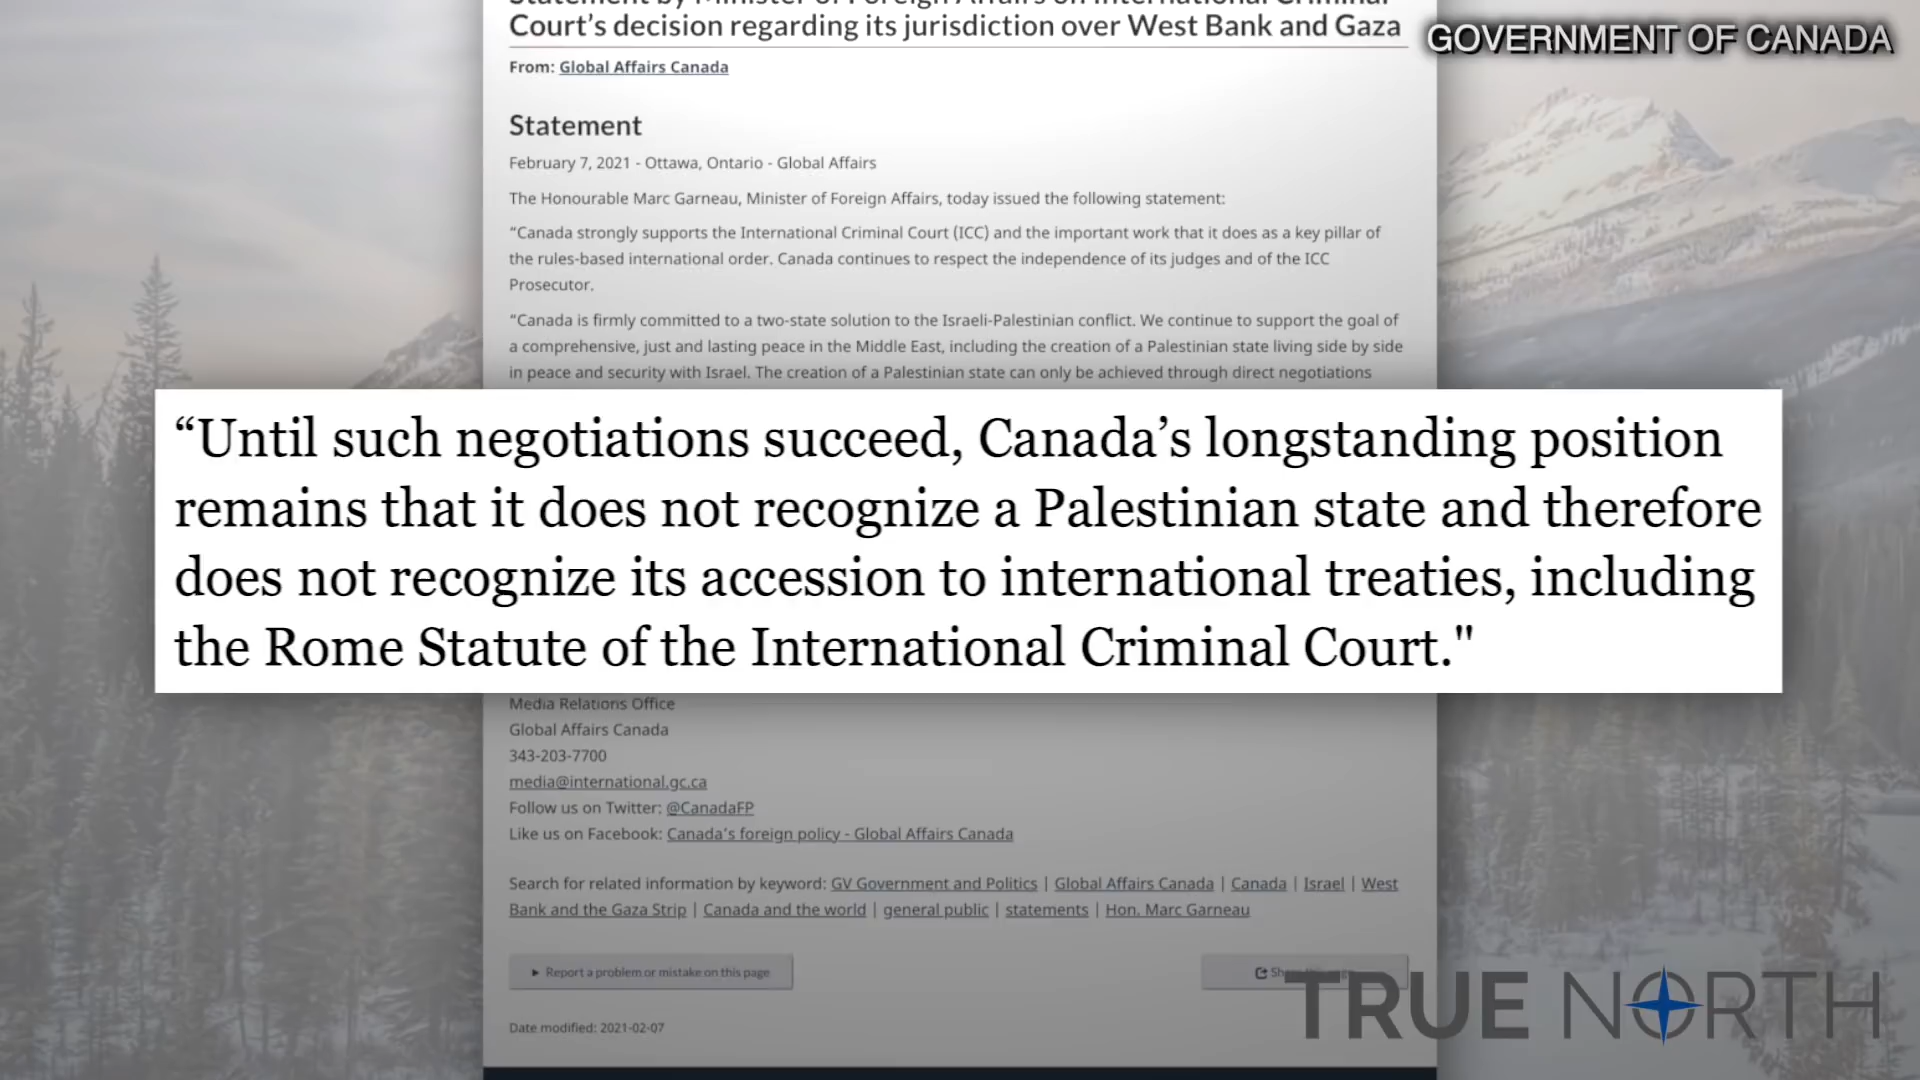 Statement by Minister of Foreign Affairs on International Criminal
Court’s decision regarding its jurisdiction over West Bank and Gaza
GOVERNMENT OF CANADA
From: Global Affairs Canada
Statement
February 7, 2021 - Ottawa, Ontario - Global Affairs
The Honourable Marc Garneau, Minister of Foreign Affairs, today issued the following statement:
“Canada strongly supports the International Criminal Court (ICC) and the important work that it does as a key pillar of
the rules-based international order. Canada continues to respect the independence of its judges and of the ICC
Prosecutor.
“Canada is firmly committed to a two-state solution to the Israeli-Palestinian conflict. We continue to support the goal of
a comprehensive, just and lasting peace in the Middle East, including the creation of a Palestinian state living side by side
in peace and security with Israel. The creation of a Palestinian state can only be achieved through direct negotiations
“Until such negotiations succeed, Canada’s longstanding position
remains that it does not recognize a Palestinian state and therefore
does not recognize its accession to international treaties, including
the Rome Statute of the International Criminal Court."
Media Relations Office
Global Affairs Canada
343-203-7700
media@international.gc.ca
Follow us on Twitter: @CanadaFP
Like us on Facebook: Canada’s foreign policy - Global Affairs Canada
Search for related information by keyword: GV Government and Politics | Global Affairs Canada | Canada | Israel | West
Bank and the Gaza Strip | Canada and the world | general public | statements | Hon. Marc Garneau
Report a problem or mistake on this page
TRUE NORTH
Date modified: 2021-02-07